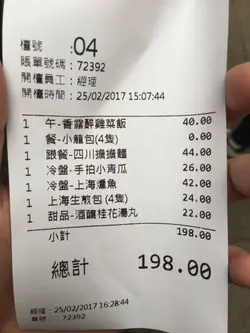 檯號 :04
賬單號碼：72392
開檯員工：經理
開檯時間：25/02/2017 15:07:44
1 午-香露醉雞菜飯 40.00
1 餐-小籠包(4隻) 0.00
1 跟餐-四川擔擔麵 44.00
1 冷盤-手拍小青瓜 26.00
1 冷盤-上海燻魚 42.00
1 上海生煎包 (4隻) 24.00
1 甜品-酒釀桂花湯丸 22.00
小計 198.00
總計 198.00
經理：25/02/2017 16:28:44
單號：72392